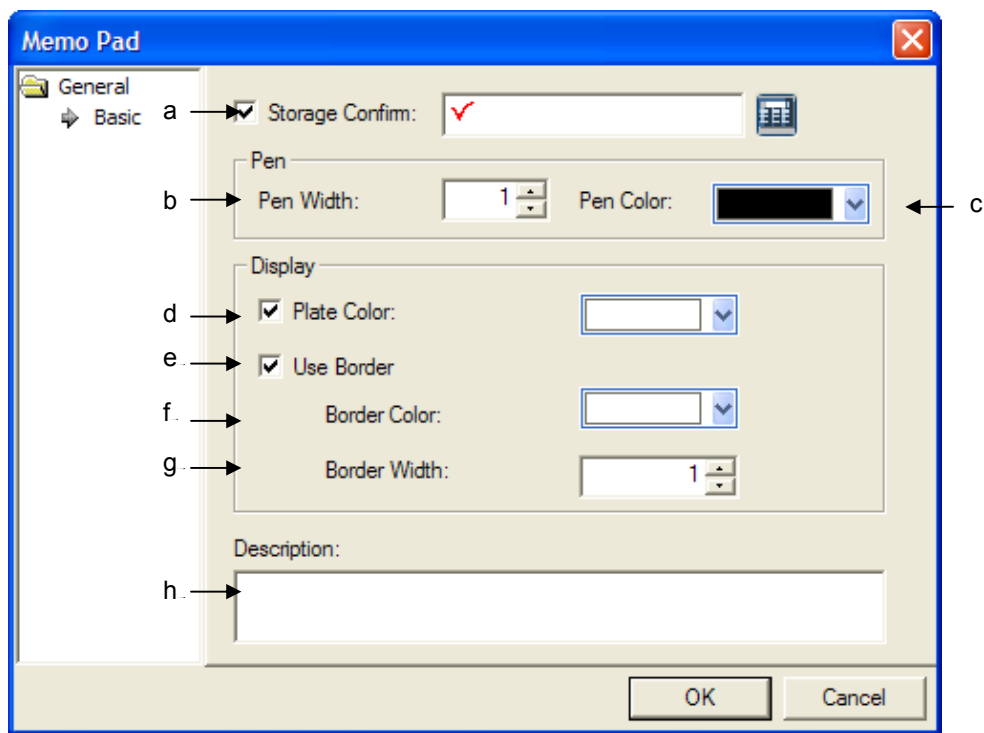 Memo Pad
General
Basic
a
Storage Confirm:
Pen
b
Pen Width:
1
Pen Color:
c
Display
d
Plate Color:
e
Use Border
f
Border Color:
g
Border Width:
1
Description:
h
OK
Cancel